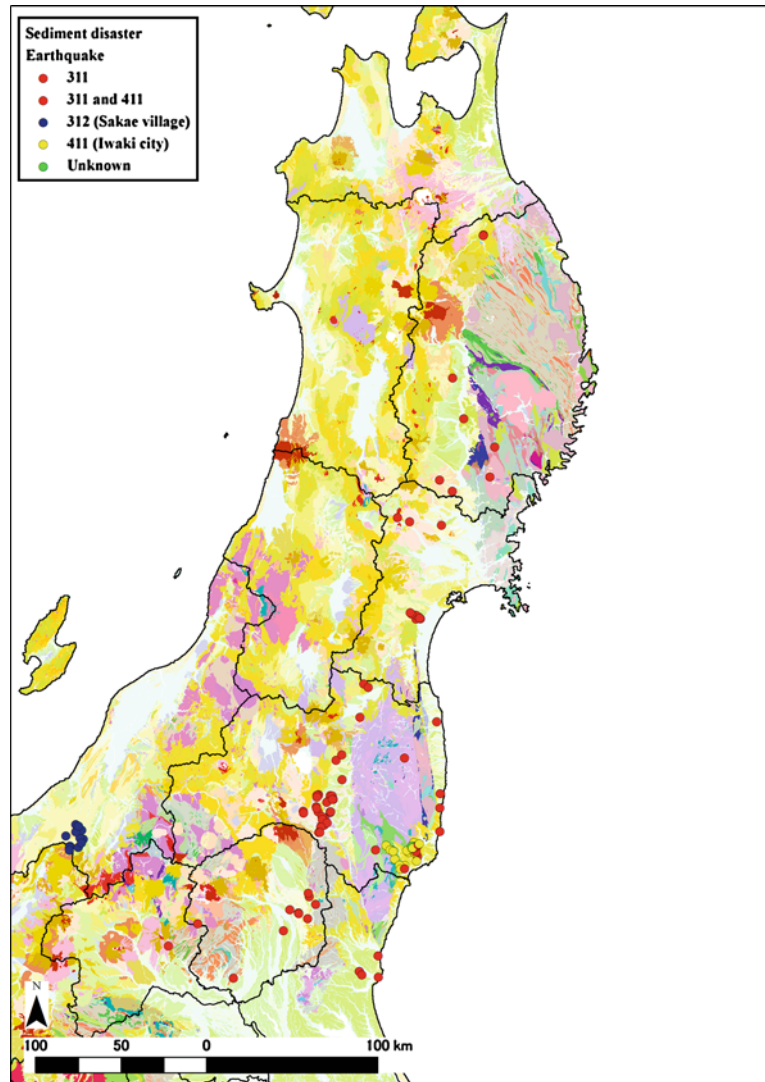 Sediment disaster
Earthquake
311
311 and 411
312 (Sakae village)
411 (Iwaki city)
Unknown
N
100 50 0 100 km